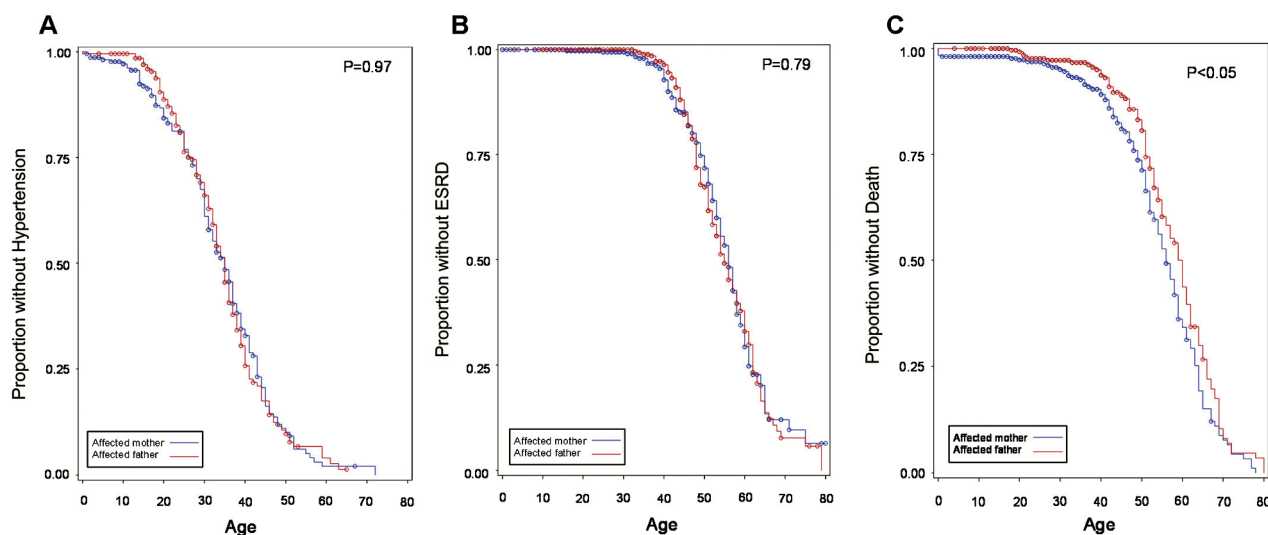 A
P=0.97
Proportion without Hypertension
1.00
0.75
0.50
0.25
0.00
Affected mother
Affected father
0 10 20 30 40 50 60 70 80
Age
B
P=0.79
Proportion without ESRD
1.00
0.75
0.50
0.25
0.00
Affected mother
Affected father
0 10 20 30 40 50 60 70 80
Age
C
P<0.05
Proportion without Death
1.00
0.75
0.50
0.25
0.00
Affected mother
Affected father
0 10 20 30 40 50 60 70 80
Age